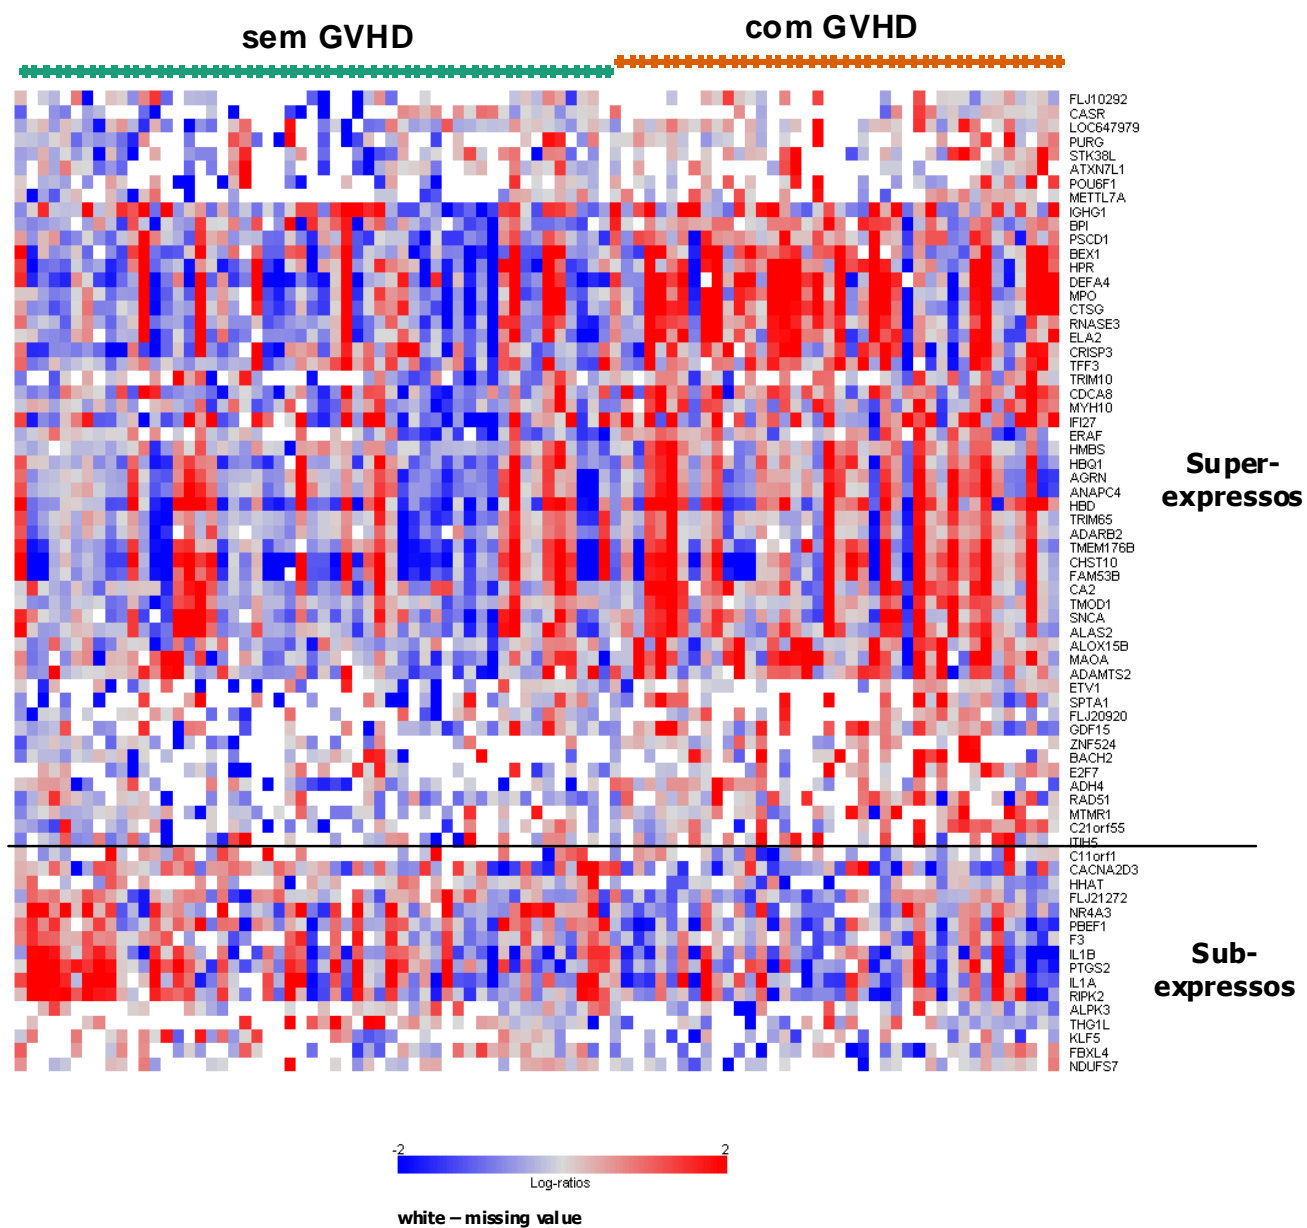 sem GVHD
com GVHD
FLJ10292
CASR
LOC647979
PURG
STK38L
ATXN7L1
POU6F1
METTL7A
IGHG1
BPI
PSCD1
BEX1
HPR
DEFA4
MPO
CTSG
RNASE3
ELA2
CRISP3
TFF3
TRIM10
CDCA8
MYH10
IFI27
ERAF
HMBS
HBQ1
AGRN
ANAPC4
HBD
TRIM65
ADARB2
TMEM176B
CHST10
FAM53B
CA2
TMOD1
SNCA
ALAS2
ALOX15B
MAOA
ADAMTS2
ETV1
SPTA1
FLJ20920
GDF15
ZNF524
BACH2
E2F7
ADH4
RAD51
MTMR1
C21orf55
ITIH5
Super-
expressos
C11orf1
CACNA2D3
HHAT
FLJ21272
NR4A3
PBEF1
F3
IL1B
PTGS2
IL1A
RIPK2
ALPK3
THG1L
KLF5
FBXL4
NDUFS7
Sub-
expressos
-2 2
Log-ratios
white – missing value